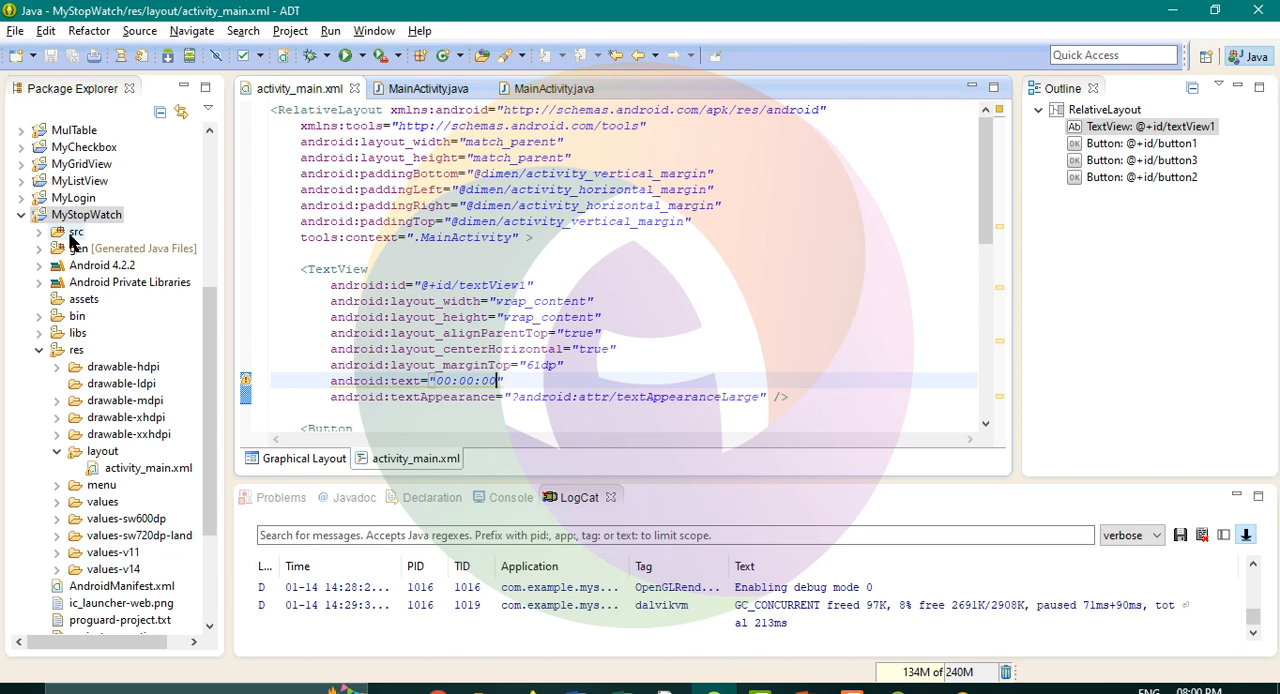 Java - MyStopWatch/res/layout/activity_main.xml - ADT
File Edit Refactor Source Navigate Search Project Run Window Help
Quick Access
Java
Package Explorer
activity_main.xml
MainActivity.java
MainActivity.java
Outline
MulTable
MyCheckbox
MyGridView
MyListView
MyLogin
MyStopWatch
src
gen [Generated Java Files]
Android 4.2.2
Android Private Libraries
assets
bin
libs
res
drawable-hdpi
drawable-ldpi
drawable-mdpi
drawable-xhdpi
drawable-xxhdpi
layout
activity_main.xml
menu
values
values-sw600dp
values-sw720dp-land
values-v11
values-v14
AndroidManifest.xml
ic_launcher-web.png
proguard-project.txt
<RelativeLayout xmlns:android="http://schemas.android.com/apk/res/android"
xmlns:tools="http://schemas.android.com/tools"
android:layout_width="match_parent"
android:layout_height="match_parent"
android:paddingBottom="@dimen/activity_vertical_margin"
android:paddingLeft="@dimen/activity_horizontal_margin"
android:paddingRight="@dimen/activity_horizontal_margin"
android:paddingTop="@dimen/activity_vertical_margin"
tools:context=".MainActivity" >
<TextView
android:id="@+id/textView1"
android:layout_width="wrap_content"
android:layout_height="wrap_content"
android:layout_alignParentTop="true"
android:layout_centerHorizontal="true"
android:layout_marginTop="61dp"
android:text="00:00:00"
android:textAppearance="?android:attr/textAppearanceLarge" />
<Button
Graphical Layout
activity_main.xml
RelativeLayout
Ab TextView: @+id/textView1
OK Button: @+id/button1
OK Button: @+id/button3
OK Button: @+id/button2
Problems @ Javadoc Declaration Console LogCat
Search for messages. Accepts Java regexes. Prefix with pid:, app:, tag: or text: to limit scope.
verbose
L... Time PID TID Application Tag Text
D 01-14 14:28:2... 1016 1016 com.example.mys... OpenGLRend... Enabling debug mode 0
D 01-14 14:29:3... 1016 1019 com.example.mys... dalvikvm GC_CONCURRENT freed 97K, 8% free 2691K/2908K, paused 71ms+90ms, tot
al 213ms
134M of 240M
ENG 08:00 PM